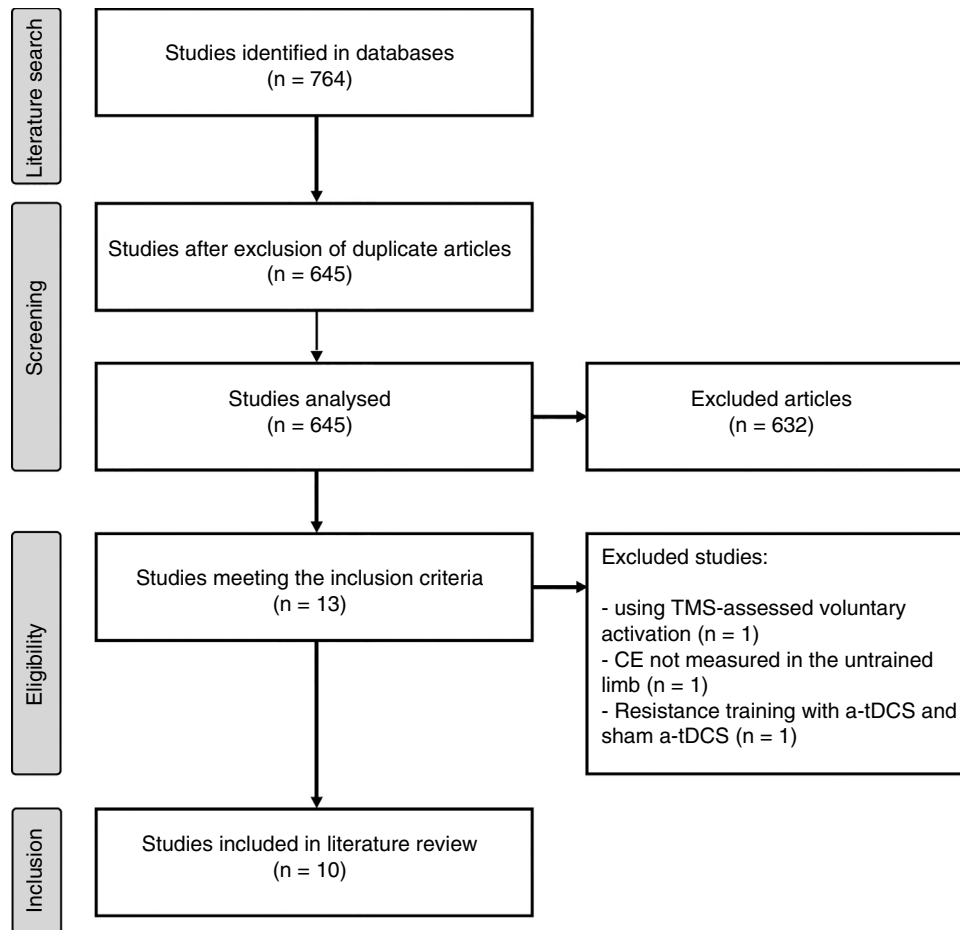 Literature search
Studies identified in databases
(n = 764)
Screening
Studies after exclusion of duplicate articles
(n = 645)
Studies analysed
(n = 645)
Excluded articles
(n = 632)
Eligibility
Studies meeting the inclusion criteria
(n = 13)
Excluded studies:
- using TMS-assessed voluntary
activation (n = 1)
- CE not measured in the untrained
limb (n = 1)
- Resistance training with a-tDCS and
sham a-tDCS (n = 1)
Inclusion
Studies included in literature review
(n = 10)